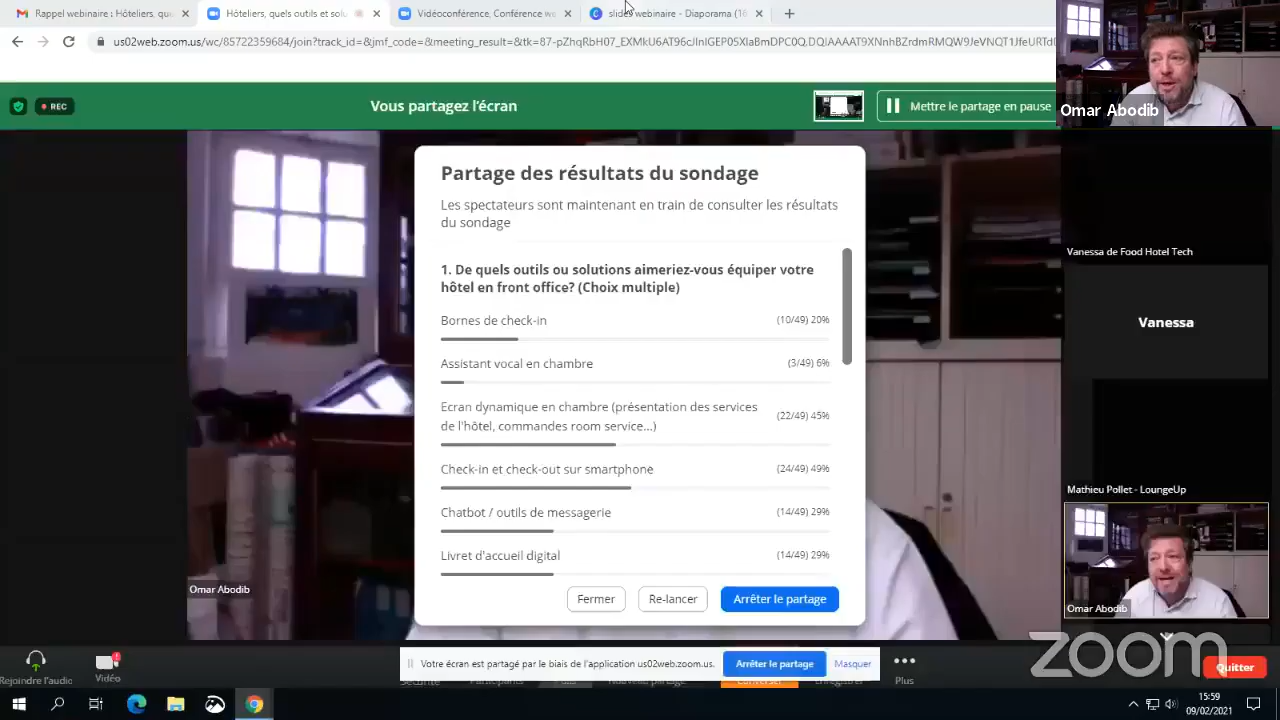 Rappel webinaire : Hôteliers, que
Hôteliers, quels outils et solu
Vidéoconférence, Conférence we
slides webinaire - Diaporama (16
us02web.zoom.us/wc/85722359684/join?track_id=&jmf_code=&meeting_result=&tk=
REC
Vous partagez l'écran
Mettre le partage en pause
Omar Abodib
Partage des résultats du sondage
Les spectateurs sont maintenant en train de consulter les résultats
du sondage
1. De quels outils ou solutions aimeriez-vous équiper votre
hôtel en front office? (Choix multiple)
Bornes de check-in (10/49) 20%
Assistant vocal en chambre (3/49) 6%
Ecran dynamique en chambre (présentation des services
de l'hôtel, commandes room service...) (22/49) 45%
Check-in et check-out sur smartphone (24/49) 49%
Chatbot / outils de messagerie (14/49) 29%
Livret d'accueil digital (14/49) 29%
Fermer
Re-lancer
Arrêter le partage
Vanessa de Food Hotel Tech
Vanessa
Mathieu Pollet - LoungeUp
Omar Abodib
Omar Abodib
zoom
Votre écran est partagé par le biais de l'application us02web.zoom.us.
Arrêter le partage
Masquer
Rejoindre l'audio
Vidéo
Plus
Quitter
15:59
09/02/2021